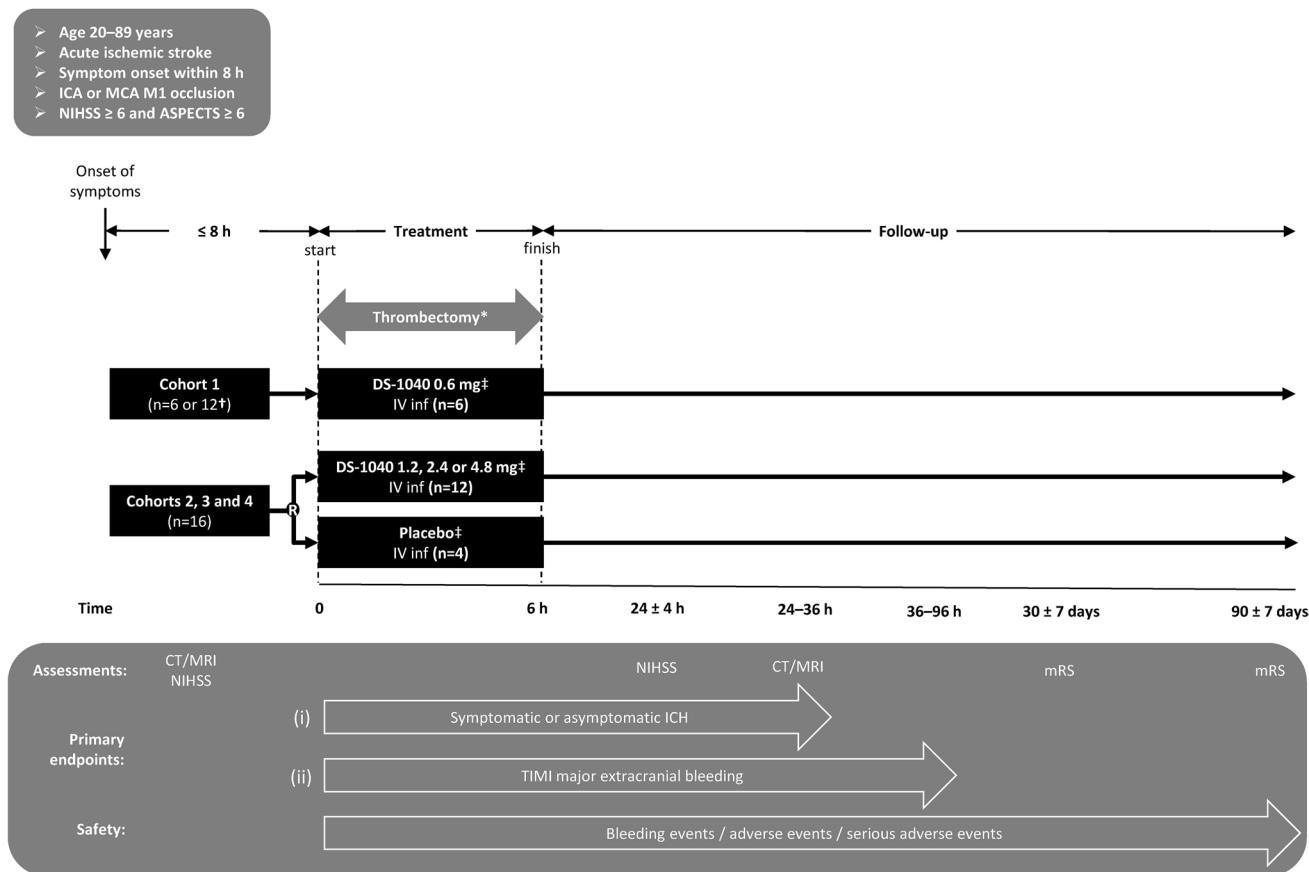 ➢ Age 20–89 years
➢ Acute ischemic stroke
➢ Symptom onset within 8 h
➢ ICA or MCA M1 occlusion
➢ NIHSS ≥ 6 and ASPECTS ≥ 6
Onset of
symptoms
≤ 8 h
Treatment
Follow-up
start
finish
Thrombectomy*
Cohort 1
(n=6 or 12†)
DS-1040 0.6 mg‡
IV inf (n=6)
Cohorts 2, 3 and 4
(n=16)
R
DS-1040 1.2, 2.4 or 4.8 mg‡
IV inf (n=12)
Placebo‡
IV inf (n=4)
Time 0 6 h 24 ± 4 h 24–36 h 36–96 h 30 ± 7 days 90 ± 7 days
Assessments:
CT/MRI
NIHSS
NIHSS
CT/MRI
mRS
mRS
Primary
endpoints:
(i) Symptomatic or asymptomatic ICH
(ii) TIMI major extracranial bleeding
Safety: Bleeding events / adverse events / serious adverse events